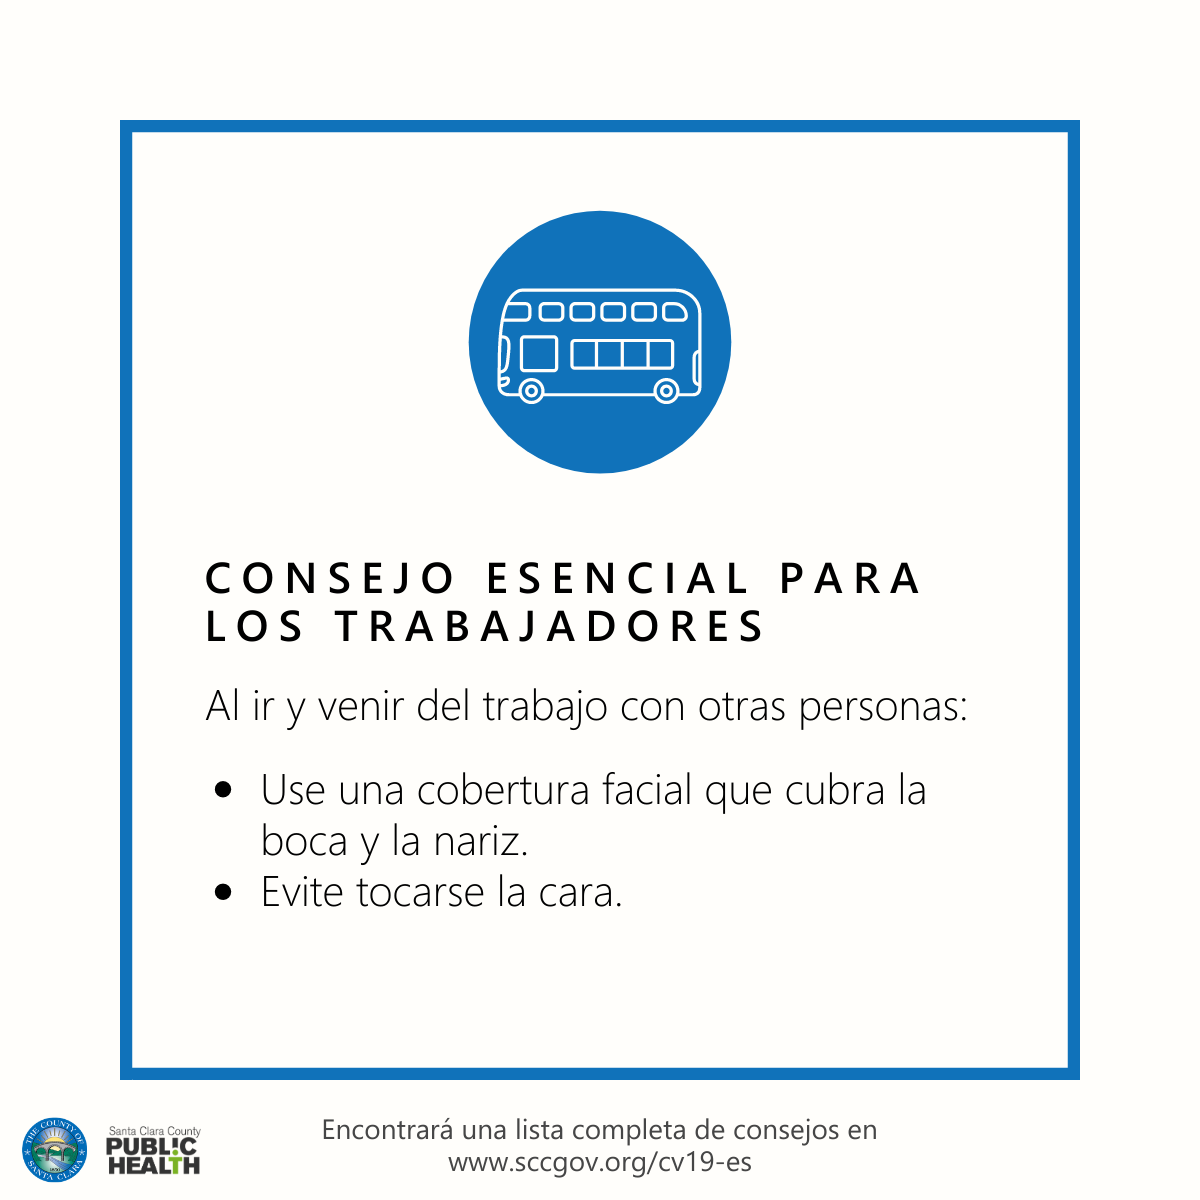 CONSEJO ESENCIAL PARA
LOS TRABAJADORES
Al ir y venir del trabajo con otras personas:
• Use una cobertura facial que cubra la
boca y la nariz.
• Evite tocarse la cara.
THE COUNTY OF
SANTA CLARA
Santa Clara County
PUBLIC
HEALTH
Encontrará una lista completa de consejos en
www.sccgov.org/cv19-es